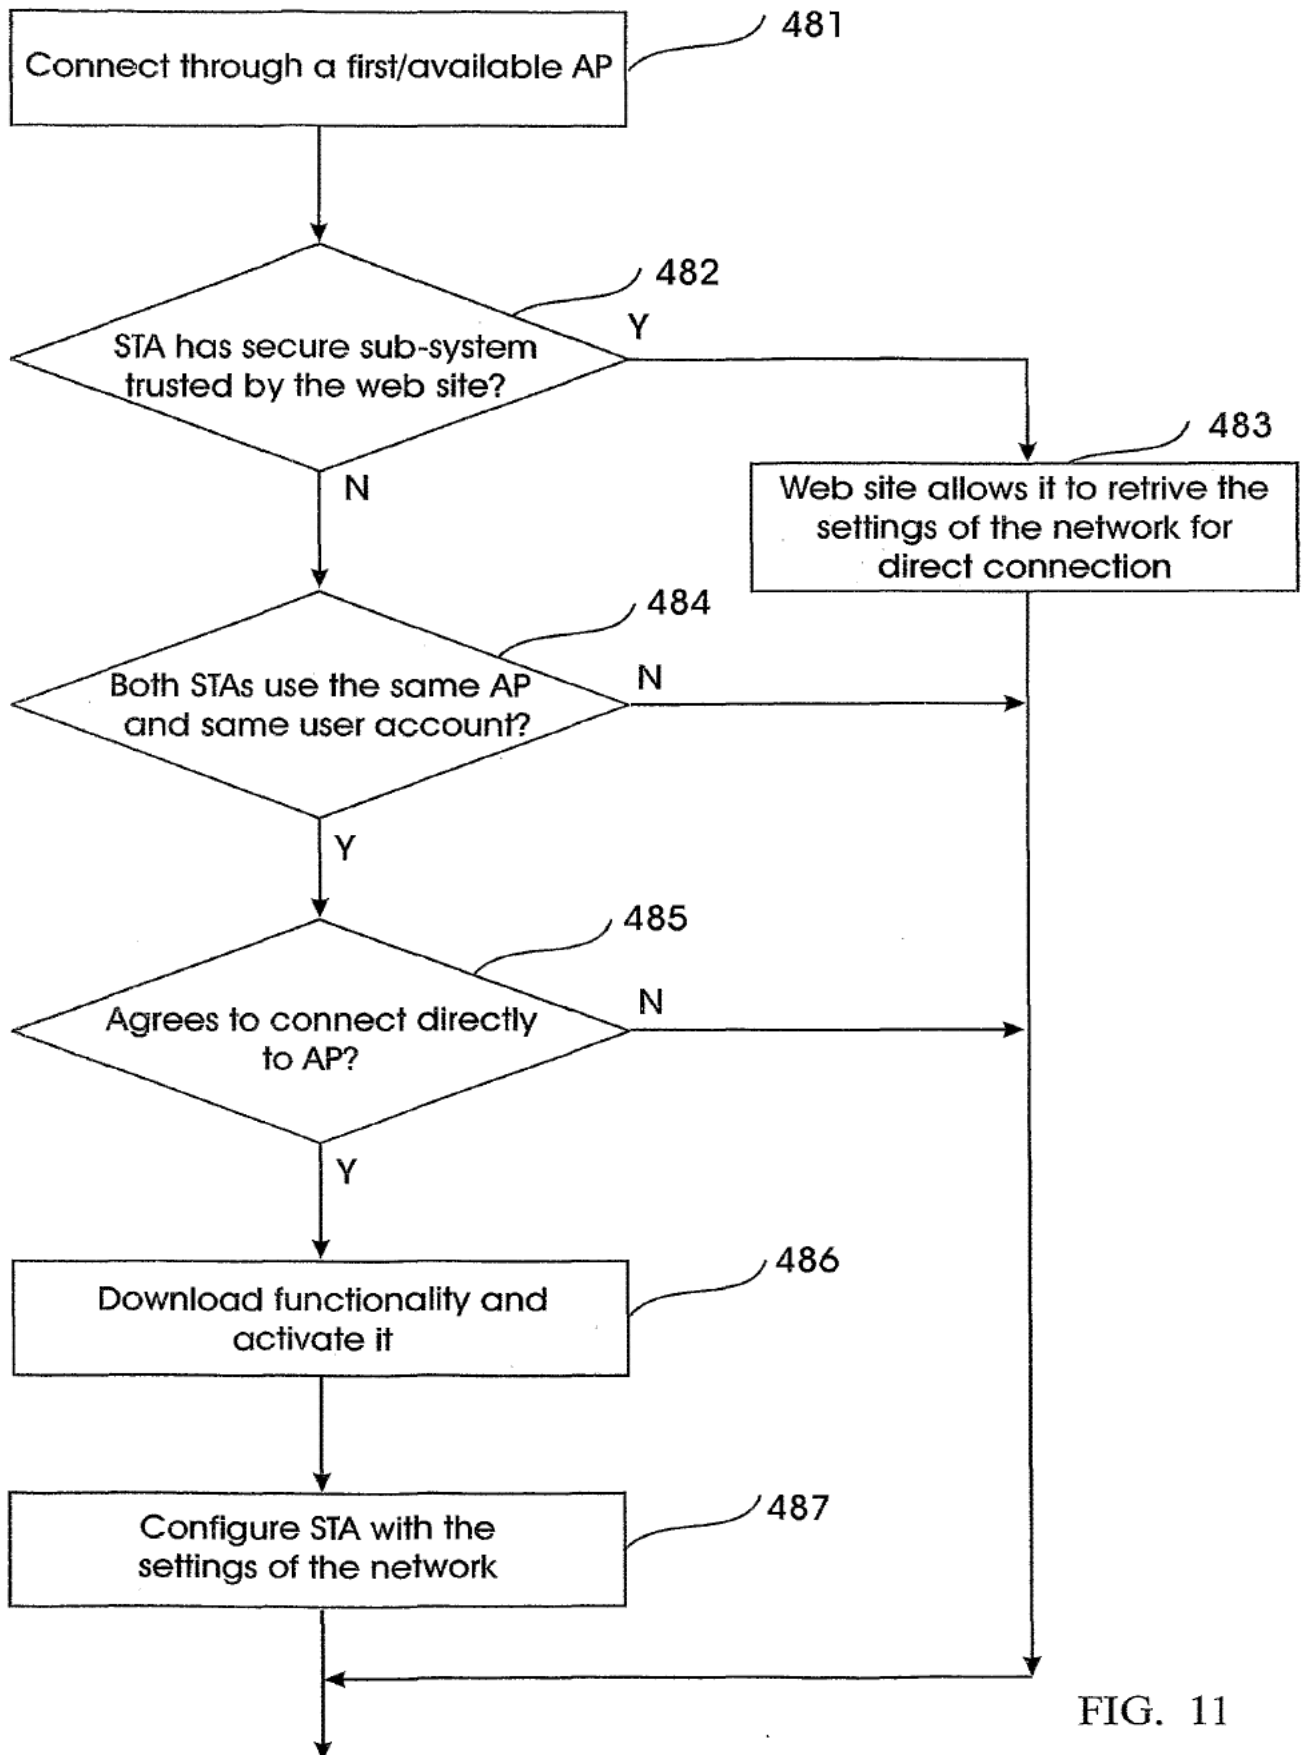 481
Connect through a first/available AP
482
STA has secure sub-system
trusted by the web site?
Y
N
483
Web site allows it to retrive the
settings of the network for
direct connection
484
Both STAs use the same AP
and same user account?
N
Y
485
Agrees to connect directly
to AP?
N
Y
486
Download functionality and
activate it
487
Configure STA with the
settings of the network
FIG. 11